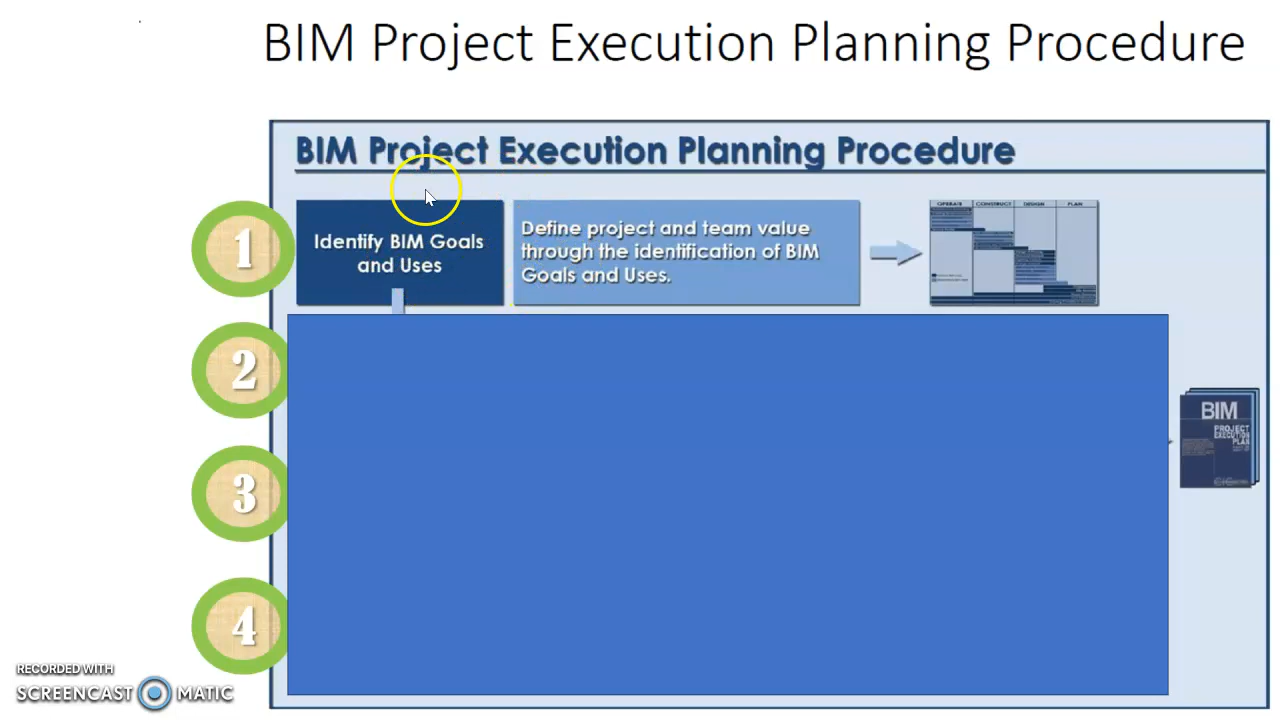 BIM Project Execution Planning Procedure
BIM Project Execution Planning Procedure
1
Identify BIM Goals
and Uses
Define project and team value
through the identification of BIM
Goals and Uses.
OPERATE CONSTRUCT DESIGN PLAN
2
3
4
BIM
PROJECT
EXECUTION
PLAN
RECORDED WITH
SCREENCAST MATIC